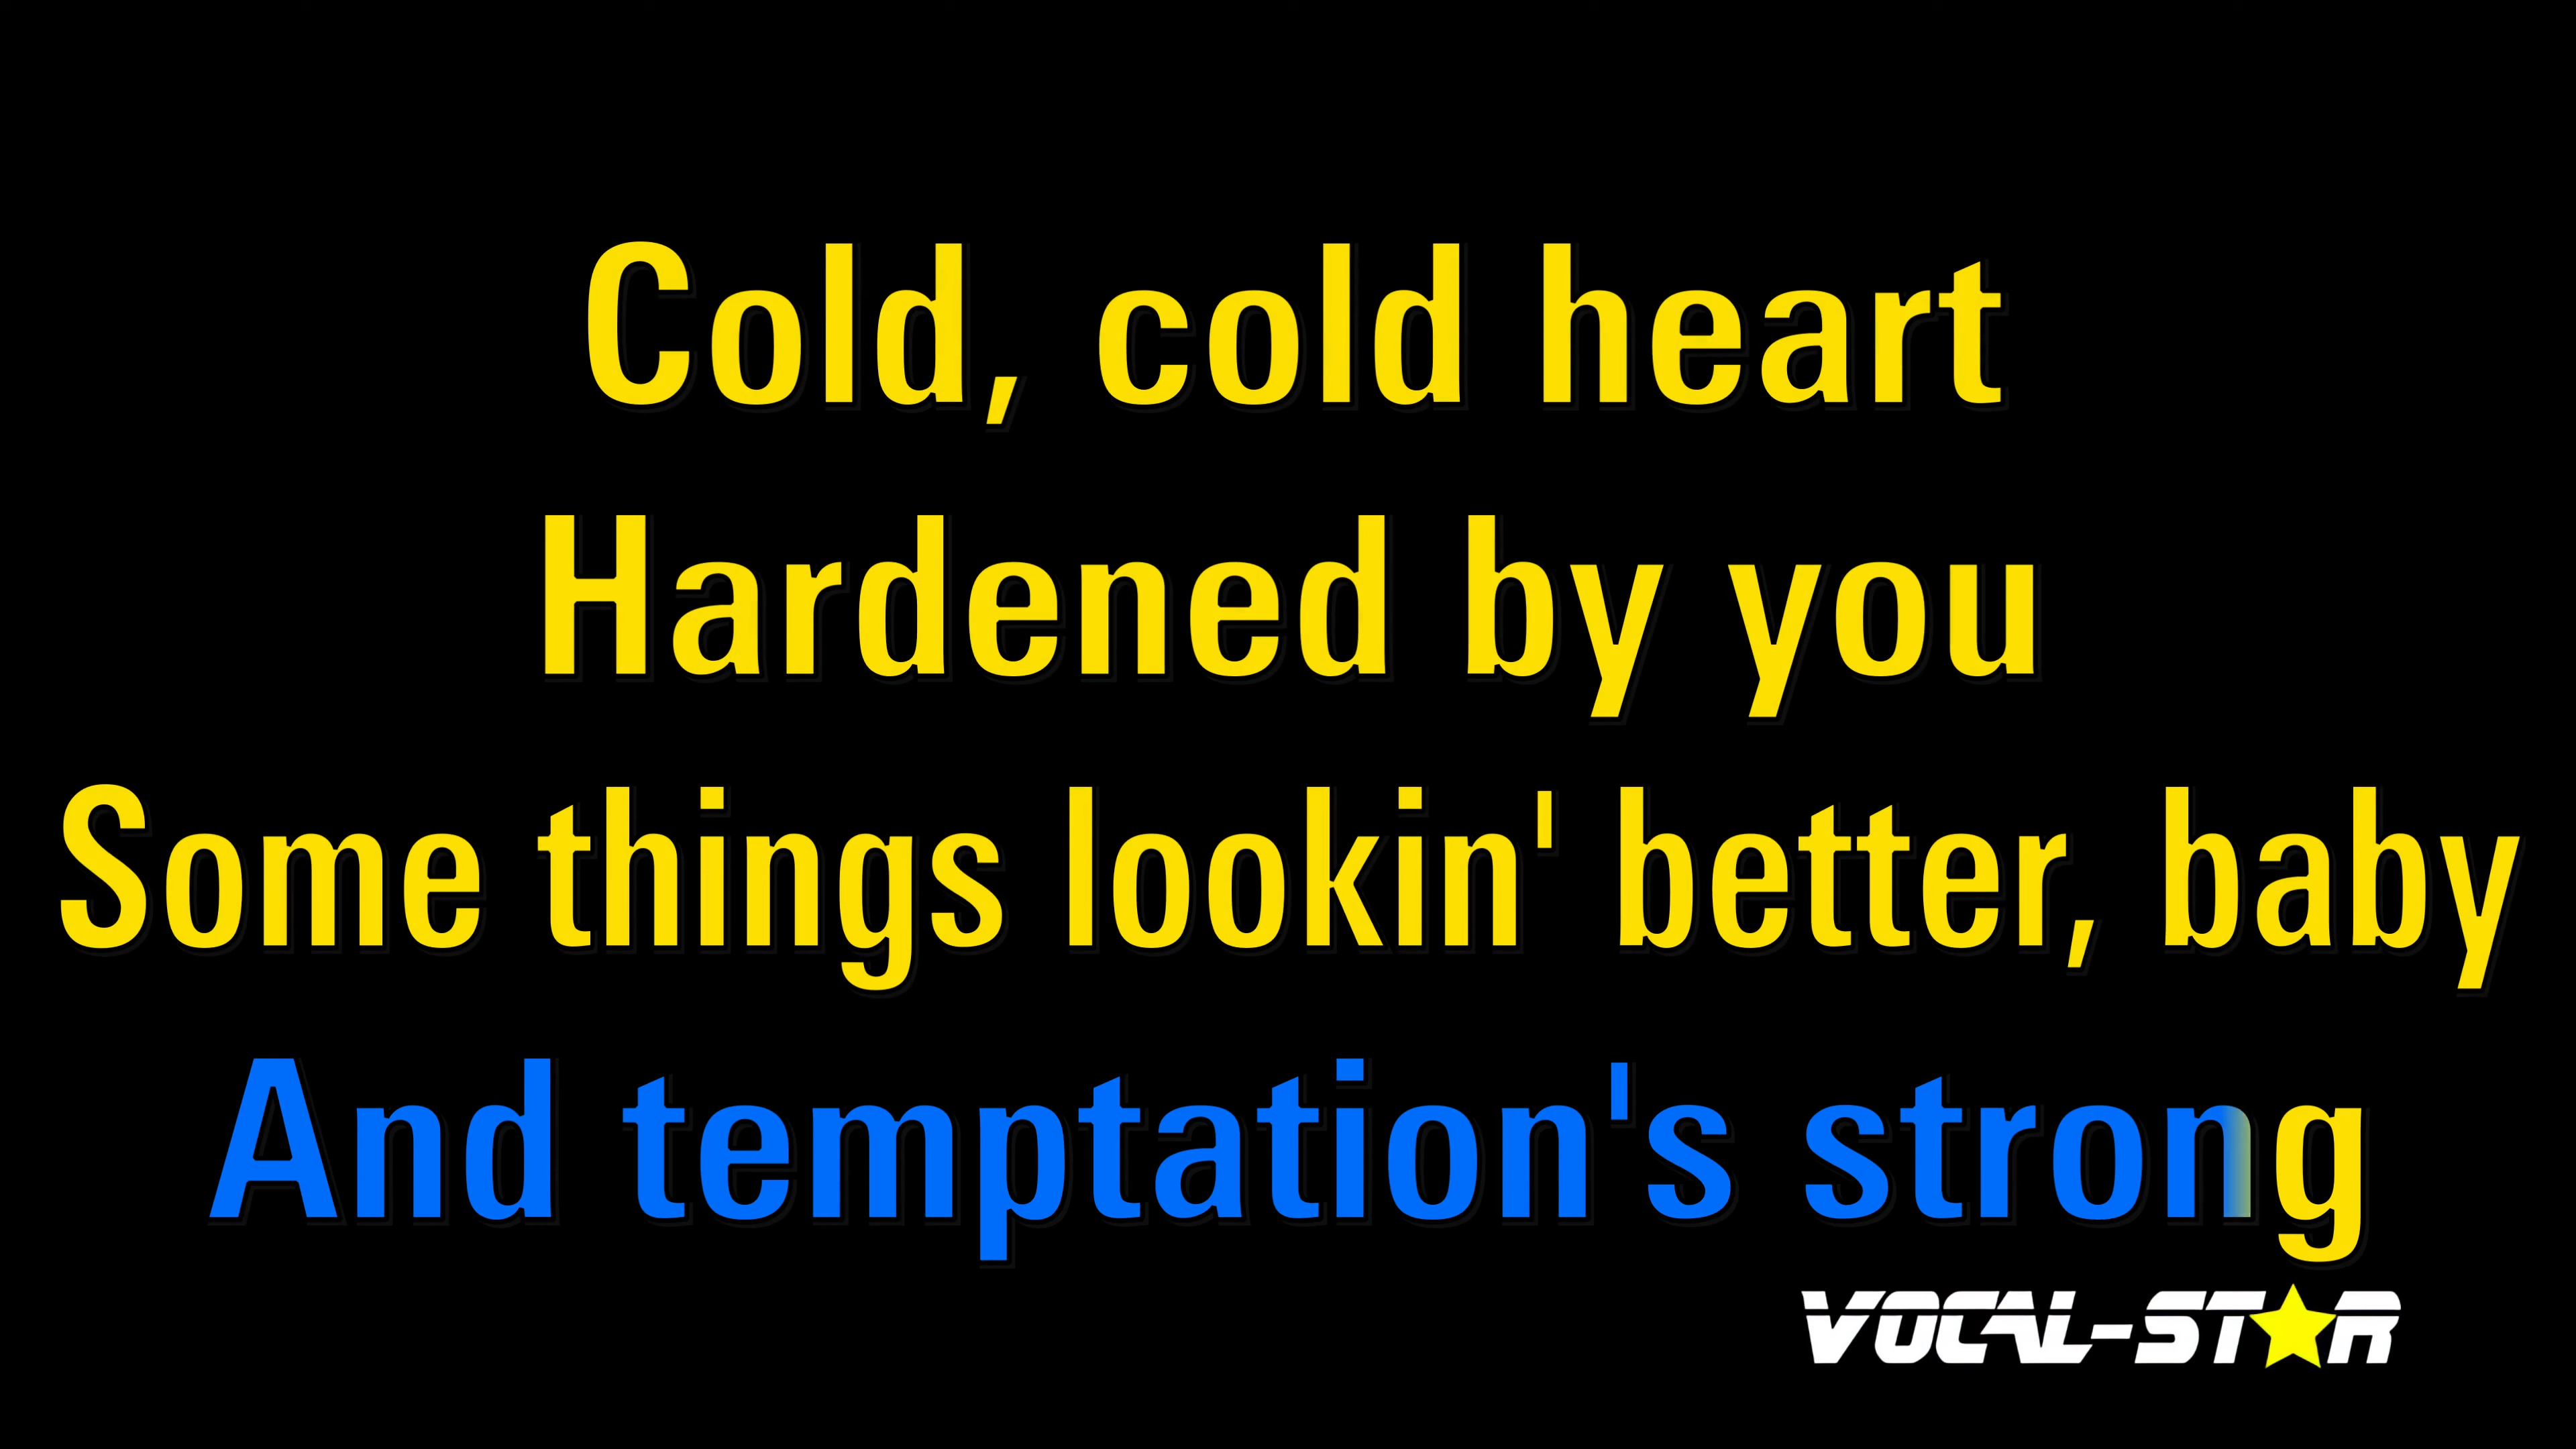 Cold, cold heart
Hardened by you
Some things lookin' better, baby
And temptation's strong
VOCAL-STAR